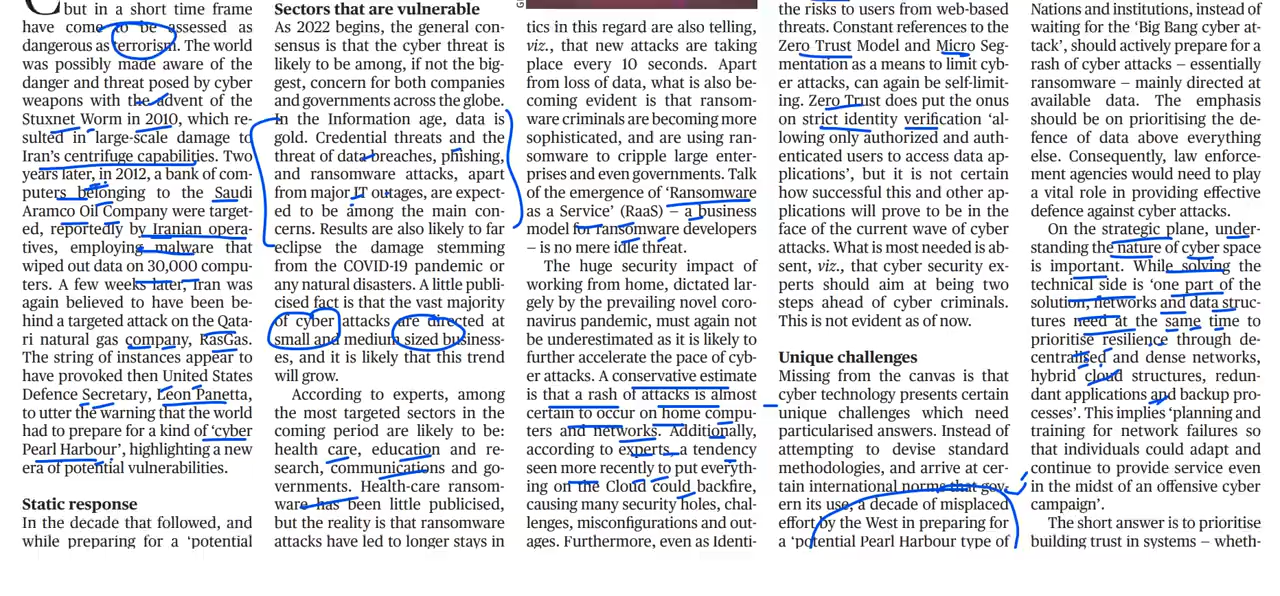 but in a short time frame
have come to be assessed as
dangerous as terrorism. The world
was possibly made aware of the
danger and threat posed by cyber
weapons with the advent of the
Stuxnet Worm in 2010, which re-
sulted in large-scale damage to
Iran's centrifuge capabilities. Two
years later, in 2012, a bank of com-
puters belonging to the Saudi
Aramco Oil Company were target-
ed, reportedly by Iranian opera-
tives, employing malware that
wiped out data on 30,000 compu-
ters. A few weeks later, Iran was
again believed to have been be-
hind a targeted attack on the Qata-
ri natural gas company, RasGas.
The string of instances appear to
have provoked then United States
Defence Secretary, Léon Panetta,
to utter the warning that the world
had to prepare for a kind of 'cyber
Pearl Harbour', highlighting a new
era of potential vulnerabilities.
Static response
In the decade that followed, and
while preparing for a 'potential
Sectors that are vulnerable
As 2022 begins, the general con-
sensus is that the cyber threat is
likely to be among, if not the big-
gest, concern for both companies
and governments across the globe.
In the Information age, data is
gold. Credential threats and the
threat of data breaches, phishing,
and ransomware attacks, apart
from major IT outages, are expect-
ed to be among the main con-
cerns. Results are also likely to far
eclipse the damage stemming
from the COVID-19 pandemic or
any natural disasters. A little publi-
cised fact is that the vast majority
of cyber attacks are directed at
small and medium sized business-
es, and it is likely that this trend
will grow.
According to experts, among
the most targeted sectors in the
coming period are likely to be:
health care, education and re-
search, communications and go-
vernments. Health-care ransom-
ware has been little publicised,
but the reality is that ransomware
attacks have led to longer stays in
tics in this regard are also telling,
viz., that new attacks are taking
place every 10 seconds. Apart
from loss of data, what is also be-
coming evident is that ransom-
ware criminals are becoming more
sophisticated, and are using ran-
somware to cripple large enter-
prises and even governments. Talk
of the emergence of 'Ransomware
as a Service' (RaaS) – a business
model for ransomware developers
– is no mere idle threat.
The huge security impact of
working from home, dictated lar-
gely by the prevailing novel coro-
navirus pandemic, must again not
be underestimated as it is likely to
further accelerate the pace of cyb-
er attacks. A conservative estimate
is that a rash of attacks is almost
certain to occur on home compu-
ters and networks. Additionally,
according to experts, a tendency
seen more recently to put everyth-
ing on the Cloud could backfire,
causing many security holes, chal-
lenges, misconfigurations and out-
ages. Furthermore, even as Identi-
the risks to users from web-based
threats. Constant references to the
Zero Trust Model and Micro Seg-
mentation as a means to limit cyb-
er attacks, can again be self-limit-
ing. Zero Trust does put the onus
on strict identity verification 'al-
lowing only authorized and auth-
enticated users to access data ap-
plications', but it is not certain
how successful this and other ap-
plications will prove to be in the
face of the current wave of cyber
attacks. What is most needed is ab-
sent, viz., that cyber security ex-
perts should aim at being two
steps ahead of cyber criminals.
This is not evident as of now.
Unique challenges
Missing from the canvas is that
cyber technology presents certain
unique challenges which need
particularised answers. Instead of
attempting to devise standard
methodologies, and arrive at cer-
tain international norms that gov-
ern its use, a decade of misplaced
effort by the West in preparing for
a 'potential Pearl Harbour type of
Nations and institutions, instead of
waiting for the 'Big Bang cyber at-
tack', should actively prepare for a
rash of cyber attacks – essentially
ransomware – mainly directed at
available data. The emphasis
should be on prioritising the de-
fence of data above everything
else. Consequently, law enforce-
ment agencies would need to play
a vital role in providing effective
defence against cyber attacks.
On the strategic plane, under-
standing the nature of cyber space
is important. While solving the
technical side is 'one part of the
solution, networks and data struc-
tures need at the same time to
prioritise resilience through de-
centralised and dense networks,
hybrid cloud structures, redun-
dant applications and backup pro-
cesses'. This implies 'planning and
training for network failures so
that individuals could adapt and
continue to provide service even
in the midst of an offensive cyber
campaign'.
The short answer is to prioritise
building trust in systems – wheth-